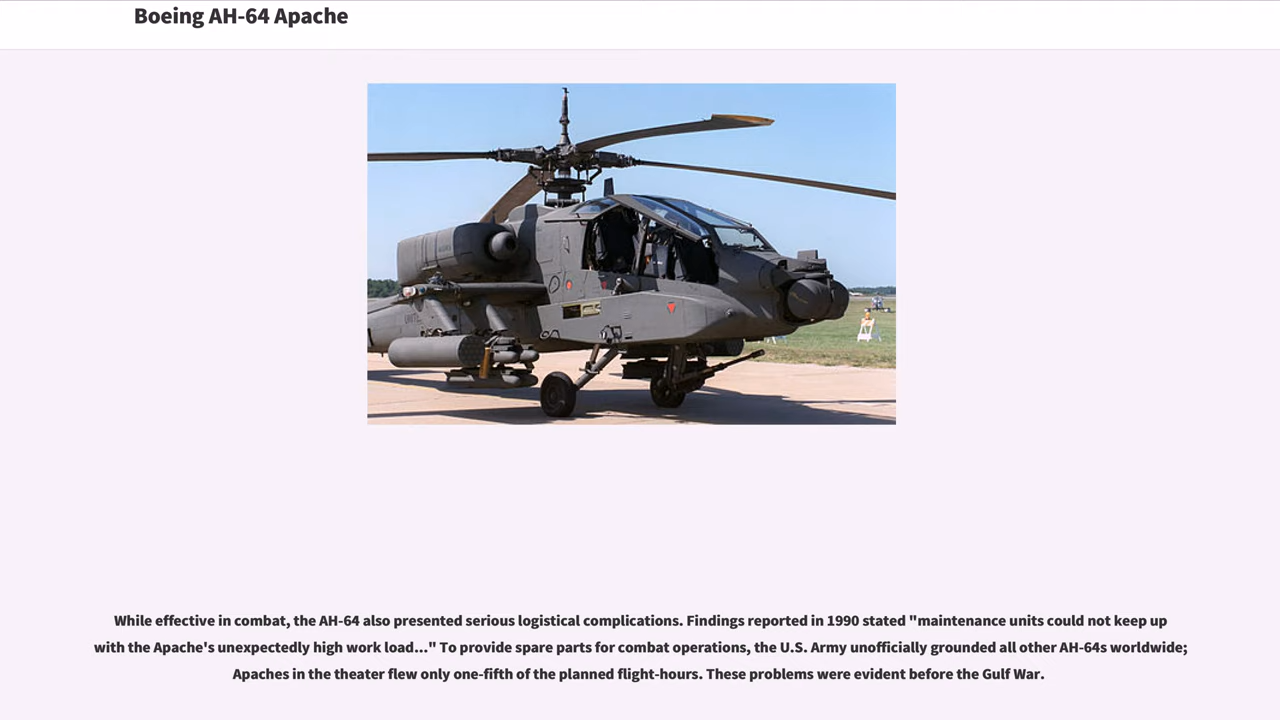 Boeing AH-64 Apache
While effective in combat, the AH-64 also presented serious logistical complications. Findings reported in 1990 stated "maintenance units could not keep up
with the Apache's unexpectedly high work load..." To provide spare parts for combat operations, the U.S. Army unofficially grounded all other AH-64s worldwide;
Apaches in the theater flew only one-fifth of the planned flight-hours. These problems were evident before the Gulf War.